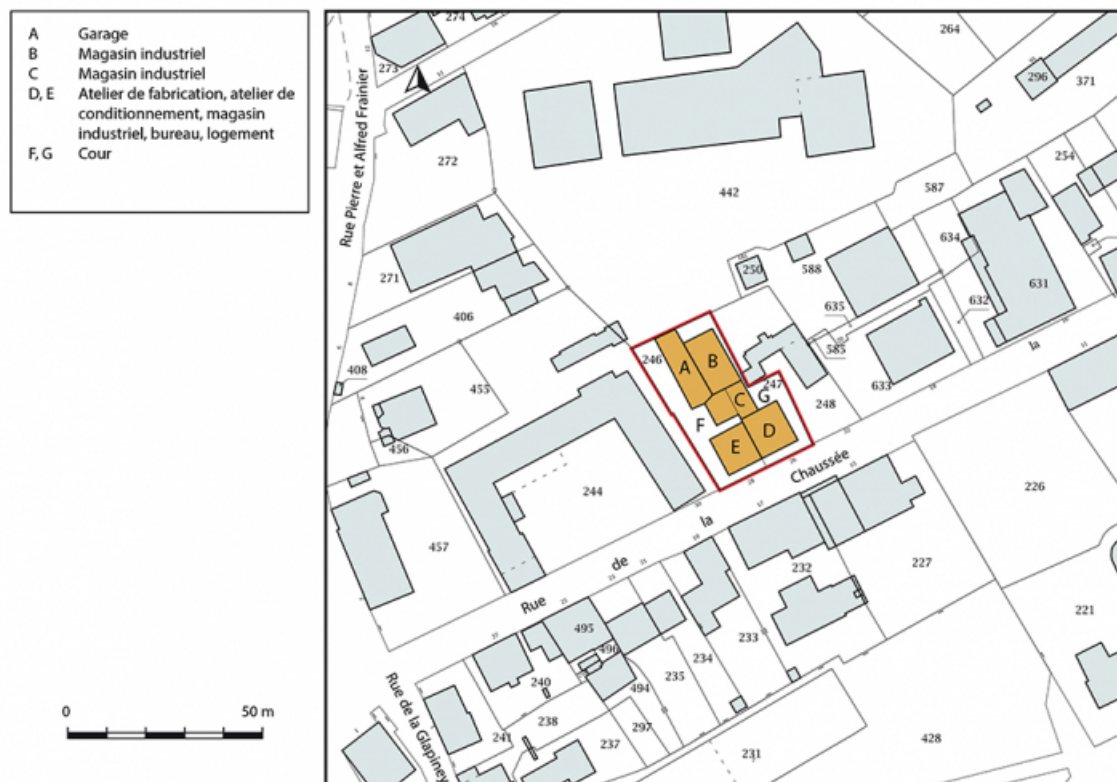 A Garage
B Magasin industriel
C Magasin industriel
D, E Atelier de fabrication, atelier de
conditionnement, magasin
industriel, bureau, logement
F, G Cour
0 50 m
274
264
273
296
371
Rue Pierre et Alfred Frainier
272
254
442
587
634
271
250
588
631
635
632
406
246
A
B
585
408
247
633
455
C
G
248
F
D
E
456
Chaussée
la
244
226
la
457
de
232
227
Rue
221
495
233
496
234
240
235
494
Rue de la Glapiney
238
297
241
237
231
428